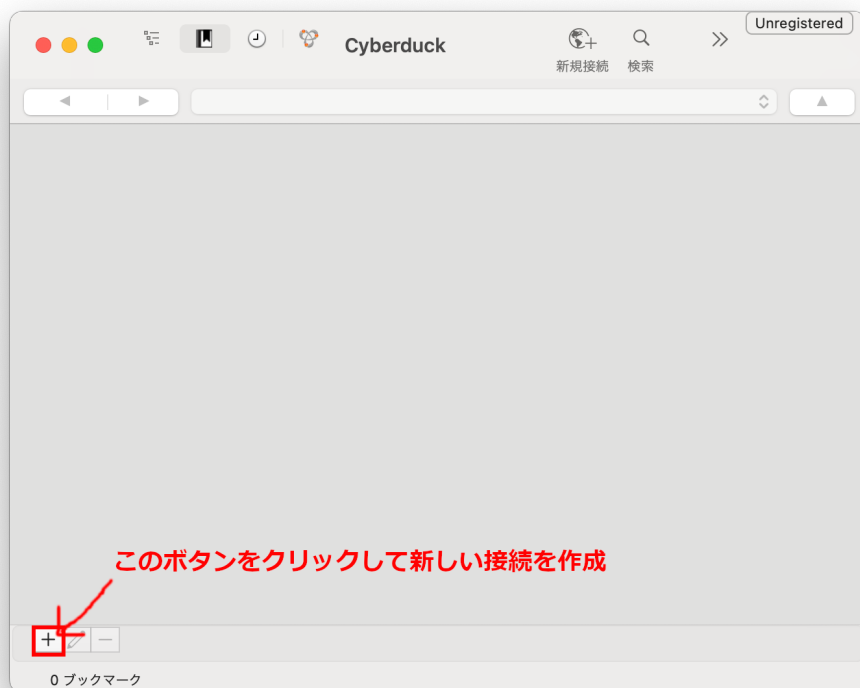 Unregistered
Cyberduck
新規接続
検索
このボタンをクリックして新しい接続を作成
0 ブックマーク